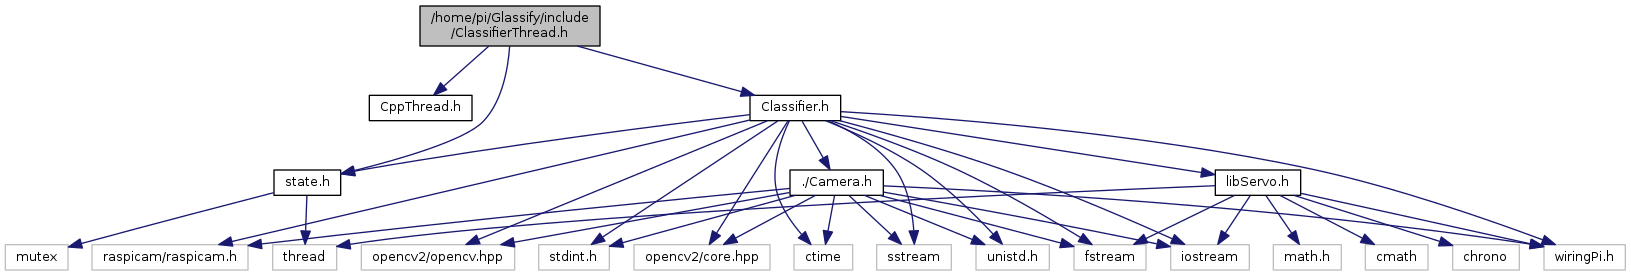 /home/pi/Glassify/include
/ClassifierThread.h
CppThread.h
Classifier.h
state.h
./Camera.h
libServo.h
mutex
raspicam/raspicam.h
thread
opencv2/opencv.hpp
stdint.h
opencv2/core.hpp
ctime
sstream
unistd.h
fstream
iostream
math.h
cmath
chrono
wiringPi.h